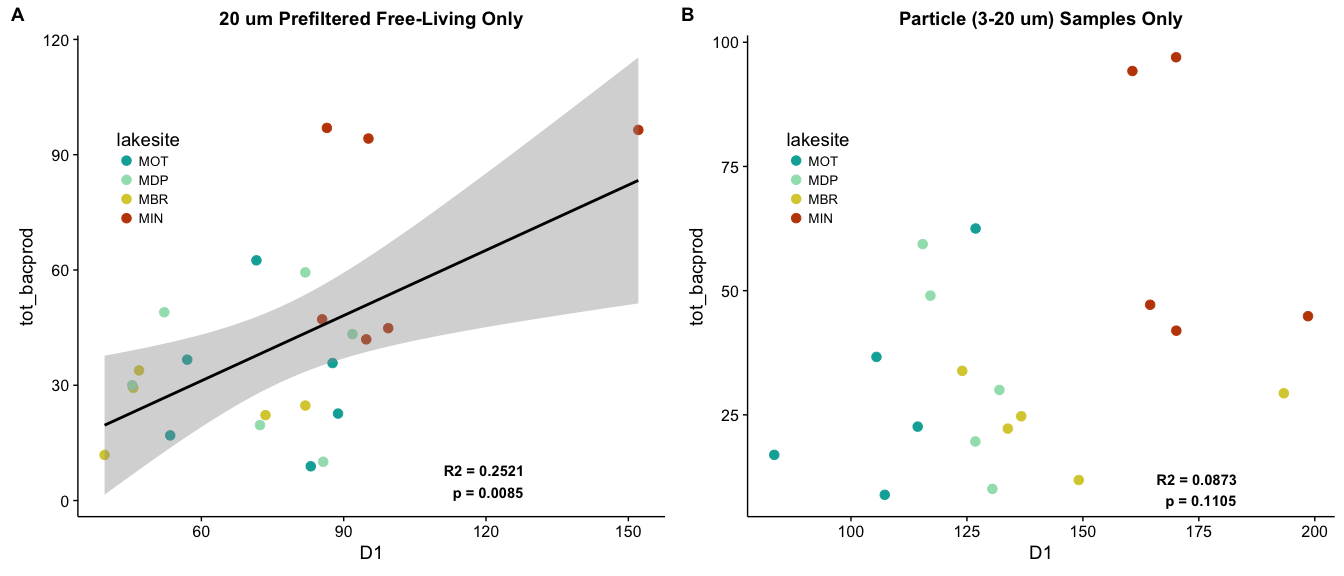 A
20 um Prefiltered Free-Living Only
120
90
60
30
0
tot_bacprod
lakesite
MOT
MDP
MBR
MIN
R2 = 0.2521
p = 0.0085
60 90 120 150
D1
B
Particle (3-20 um) Samples Only
100
75
50
25
tot_bacprod
lakesite
MOT
MDP
MBR
MIN
R2 = 0.0873
p = 0.1105
100 125 150 175 200
D1